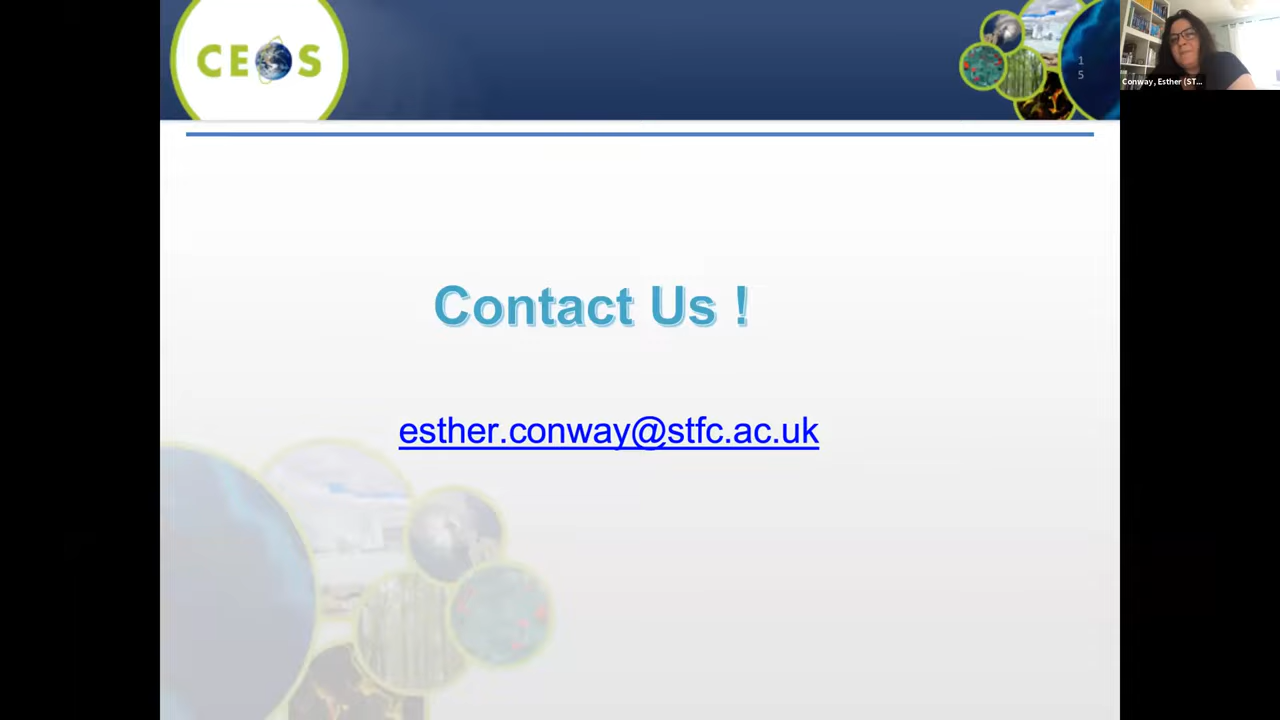 CEOS
1
5
Conway, Esther (ST...
Contact Us !
esther.conway@stfc.ac.uk